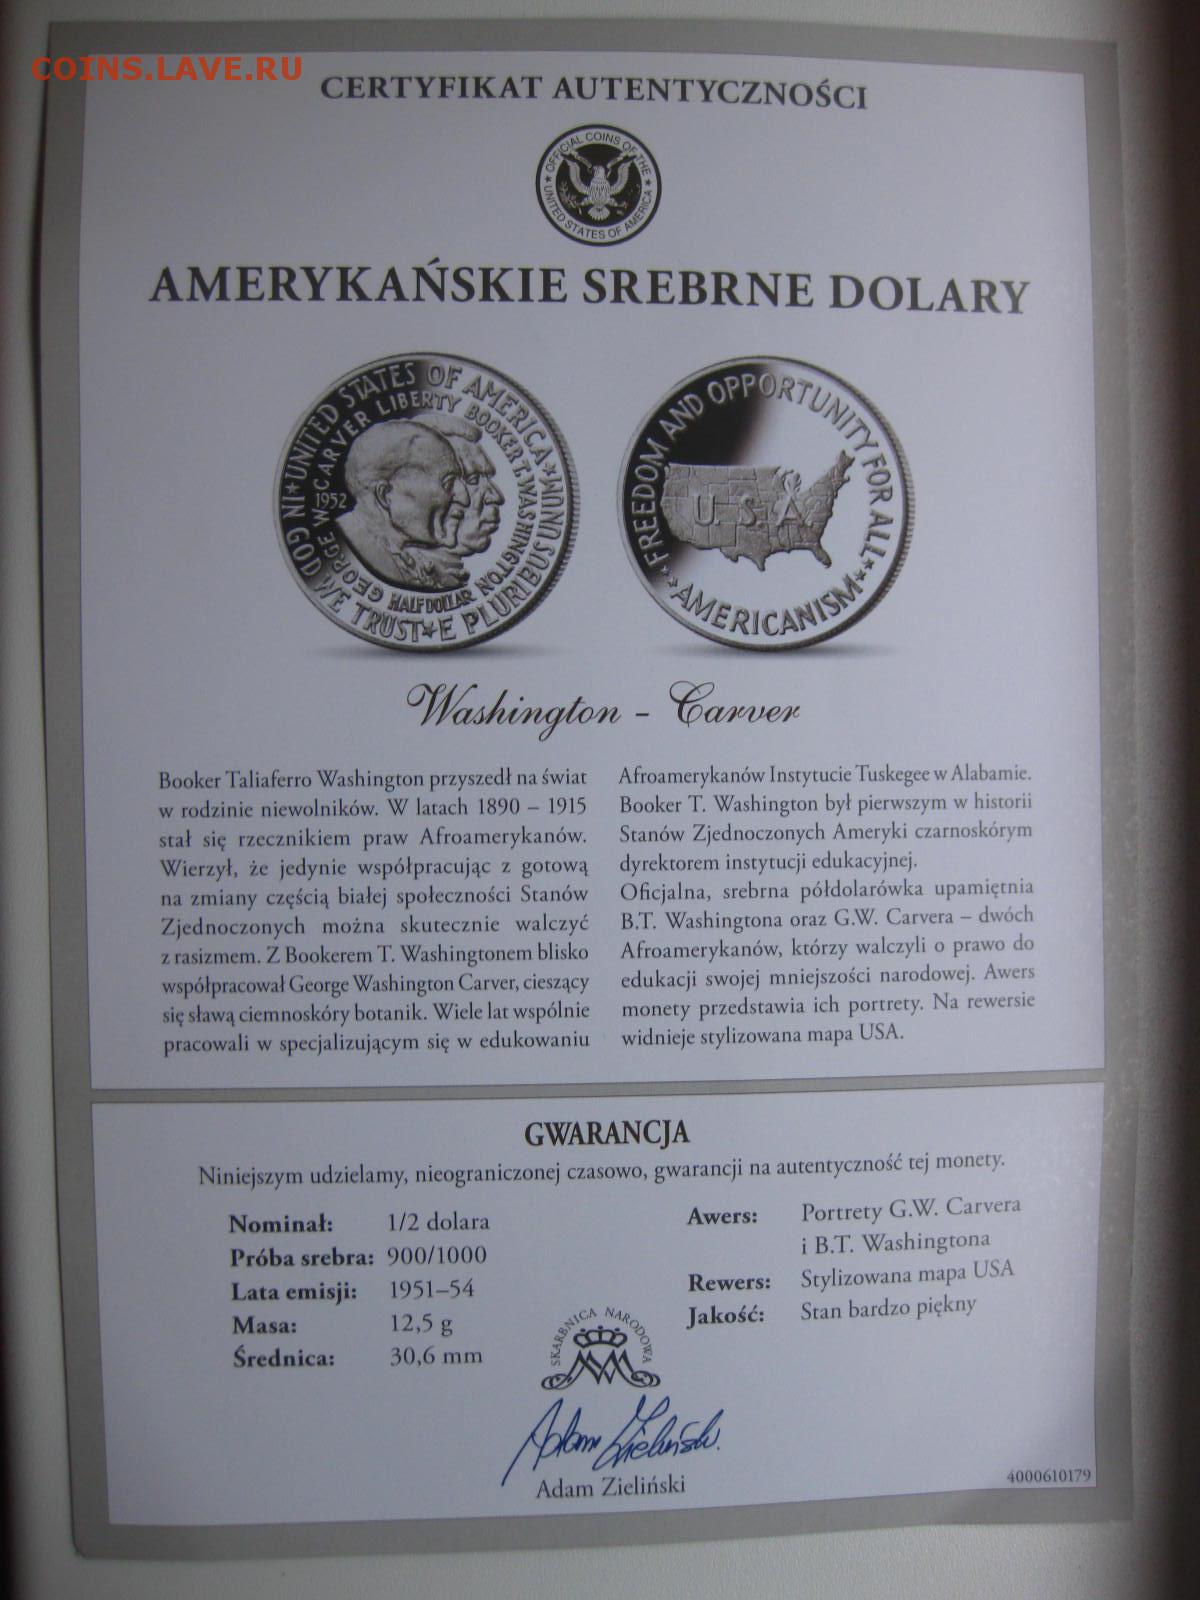 COINS.LAVE.RU
CERTYFIKAT AUTENTYCZNOŚCI
OFFICIAL COINS OF THE
★ UNITED STATES OF AMERICA ★
AMERYKAŃSKIE SREBRNE DOLARY
IN GOD WE TRUST ★ E PLURIBUS UNUM ★ UNITED STATES OF AMERICA ★
GEORGE W. CARVER LIBERTY BOOKER T. WASHINGTON
1952
HALF DOLLAR
FREEDOM AND OPPORTUNITY FOR ALL
U.S.A.
★★ AMERICANISM ★★
Washington – Carver
Booker Taliaferro Washington przyszedł na świat
w rodzinie niewolników. W latach 1890 – 1915
stał się rzecznikiem praw Afroamerykanów.
Wierzył, że jedynie współpracując z gotową
na zmiany częścią białej społeczności Stanów
Zjednoczonych można skutecznie walczyć
z rasizmem. Z Bookerem T. Washingtonem blisko
współpracował George Washington Carver, cieszący
się sławą ciemnoskóry botanik. Wiele lat wspólnie
pracowali w specjalizującym się w edukowaniu
Afroamerykanów Instytucie Tuskegee w Alabamie.
Booker T. Washington był pierwszym w historii
Stanów Zjednoczonych Ameryki czarnoskórym
dyrektorem instytucji edukacyjnej.
Oficjalna, srebrna półdolarówka upamiętnia
B.T. Washingtona oraz G.W. Carvera – dwóch
Afroamerykanów, którzy walczyli o prawo do
edukacji swojej mniejszości narodowej. Awers
monety przedstawia ich portrety. Na rewersie
widnieje stylizowana mapa USA.
GWARANCJA
Niniejszym udzielamy, nieograniczonej czasowo, gwarancji na autentyczność tej monety.
Nominał: 1/2 dolara
Próba srebra: 900/1000
Lata emisji: 1951–54
Masa: 12,5 g
Średnica: 30,6 mm
Awers: Portrety G.W. Carvera
i B.T. Washingtona
Rewers: Stylizowana mapa USA
Jakość: Stan bardzo piękny
SKARBNICA NARODOWA
Adam Zieliński
Adam Zieliński
4000610179